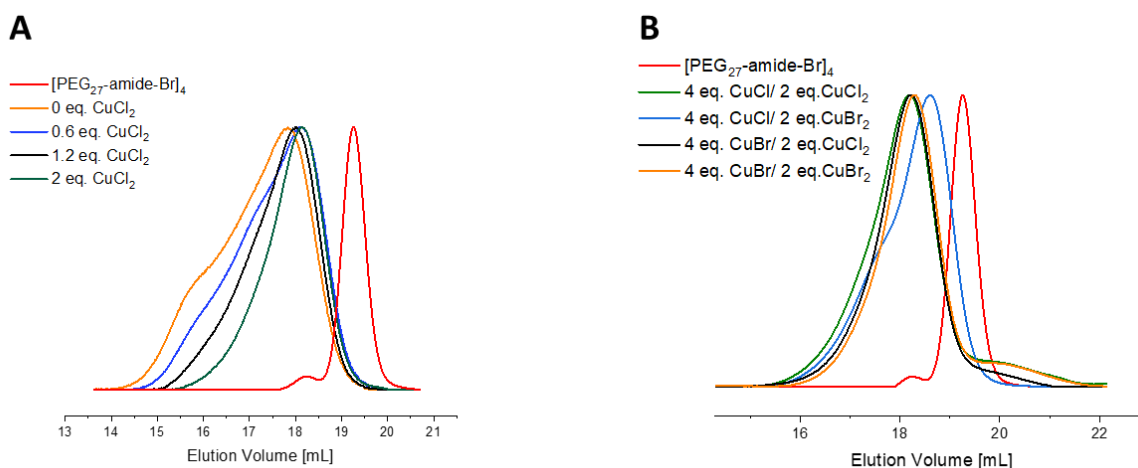 A
[PEG₂₇-amide-Br]₄
0 eq. CuCl₂
0.6 eq. CuCl₂
1.2 eq. CuCl₂
2 eq. CuCl₂
13 14 15 16 17 18 19 20 21
Elution Volume [mL]
B
[PEG₂₇-amide-Br]₄
4 eq. CuCl/ 2 eq.CuCl₂
4 eq. CuCl/ 2 eq.CuBr₂
4 eq. CuBr/ 2 eq.CuCl₂
4 eq. CuBr/ 2 eq.CuBr₂
16 18 20 22
Elution Volume [mL]